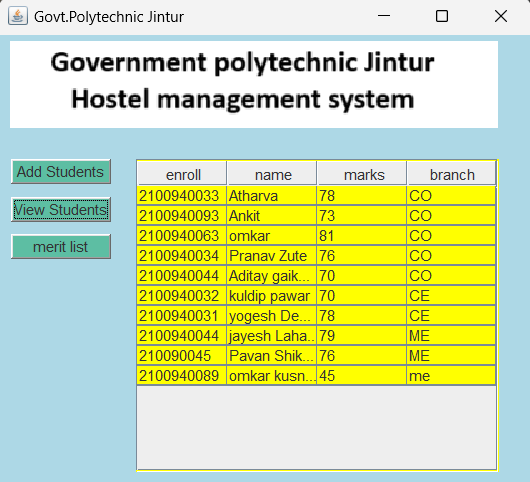 Govt.Polytechnic Jintur
Government polytechnic Jintur
Hostel management system
Add Students
View Students
merit list
enroll name marks branch
2100940033 Atharva 78 CO
2100940093 Ankit 73 CO
2100940063 omkar 81 CO
2100940034 Pranav Zute 76 CO
2100940044 Aditay gaik... 70 CO
2100940032 kuldip pawar 70 CE
2100940031 yogesh De... 78 CE
2100940044 jayesh Laha... 79 ME
210090045 Pavan Shik... 76 ME
2100940089 omkar kusn... 45 me